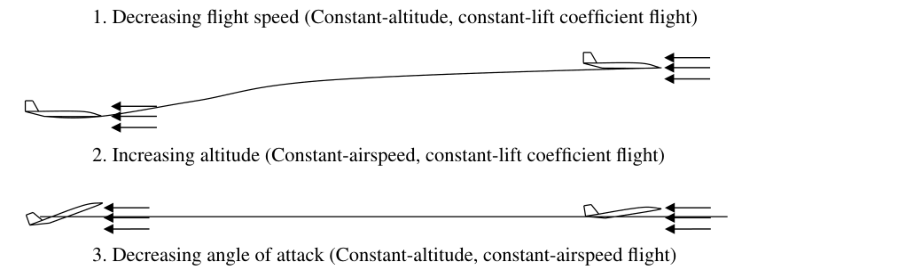 1. Decreasing flight speed (Constant-altitude, constant-lift coefficient flight)
2. Increasing altitude (Constant-airspeed, constant-lift coefficient flight)
3. Decreasing angle of attack (Constant-altitude, constant-airspeed flight)